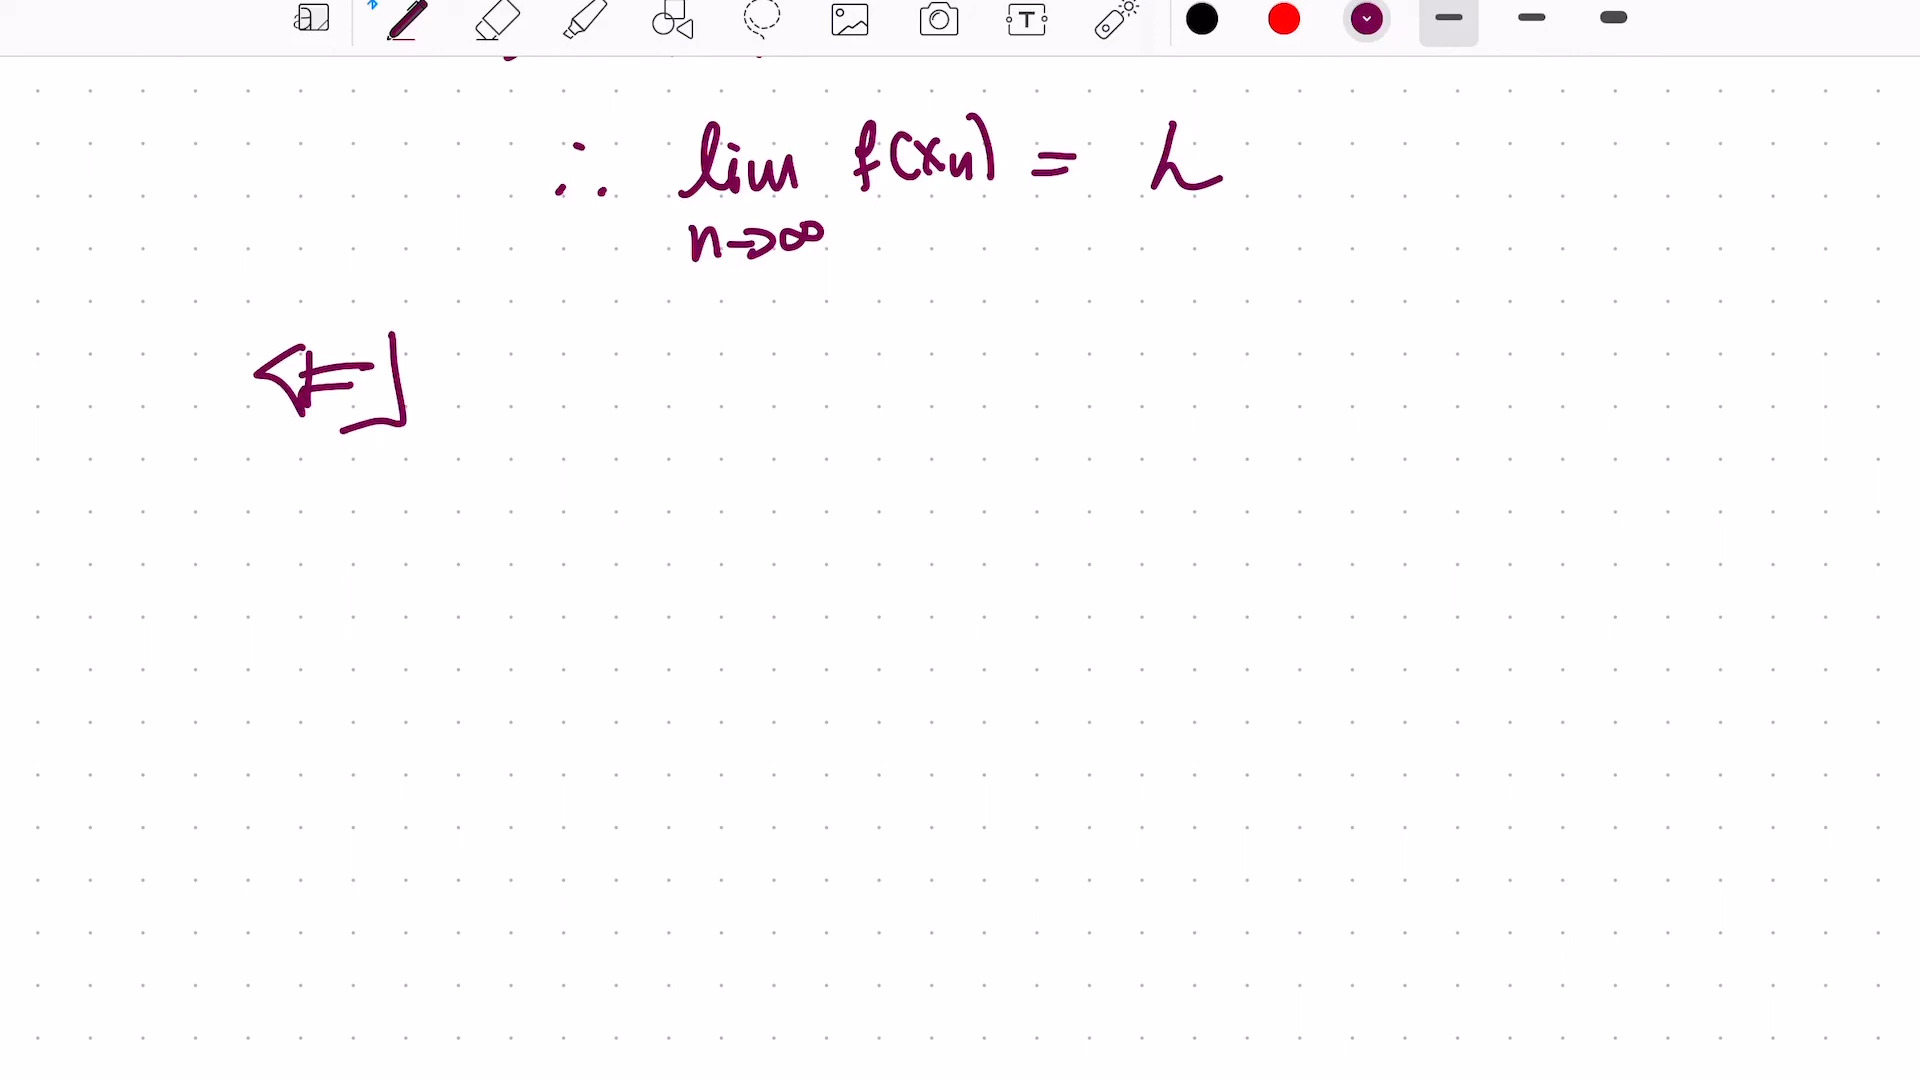 ∴ lim f(xn) = L
n→∞
⇐]